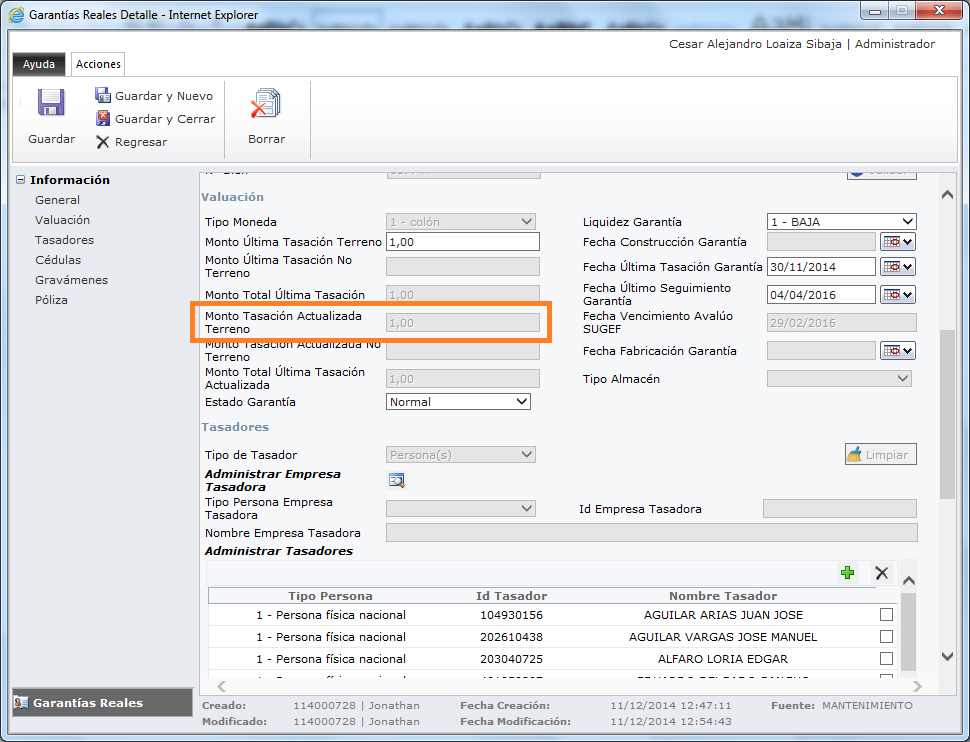 Garantías Reales Detalle - Internet Explorer
Cesar Alejandro Loaiza Sibaja | Administrador
Ayuda
Acciones
Guardar
Guardar y Nuevo
Guardar y Cerrar
Regresar
Borrar
Información
General
Valuación
Tasadores
Cédulas
Gravámenes
Póliza
Valuación
Tipo Moneda
1 - colón
Liquidez Garantía
1 - BAJA
Monto Última Tasación Terreno
1,00
Fecha Construcción Garantía
Monto Última Tasación No
Terreno
Fecha Última Tasación Garantía
30/11/2014
Monto Total Última Tasación
1,00
Fecha Último Seguimiento
Garantía
04/04/2016
Monto Tasación Actualizada
Terreno
1,00
Fecha Vencimiento Avalúo
SUGEF
29/02/2016
Monto Tasación Actualizada No
Terreno
Fecha Fabricación Garantía
Monto Total Última Tasación
Actualizada
1,00
Tipo Almacén
Estado Garantía
Normal
Tasadores
Tipo de Tasador
Persona(s)
Limpiar
Administrar Empresa
Tasadora
Tipo Persona Empresa
Tasadora
Id Empresa Tasadora
Nombre Empresa Tasadora
Administrar Tasadores
Tipo Persona Id Tasador Nombre Tasador
1 - Persona física nacional 104930156 AGUILAR ARIAS JUAN JOSE
1 - Persona física nacional 202610438 AGUILAR VARGAS JOSE MANUEL
1 - Persona física nacional 203040725 ALFARO LORIA EDGAR
Garantías Reales
Creado: 114000728 | Jonathan Fecha Creación: 11/12/2014 12:47:11 Fuente: MANTENIMIENTO
Modificado: 114000728 | Jonathan Fecha Modificación: 11/12/2014 12:54:43